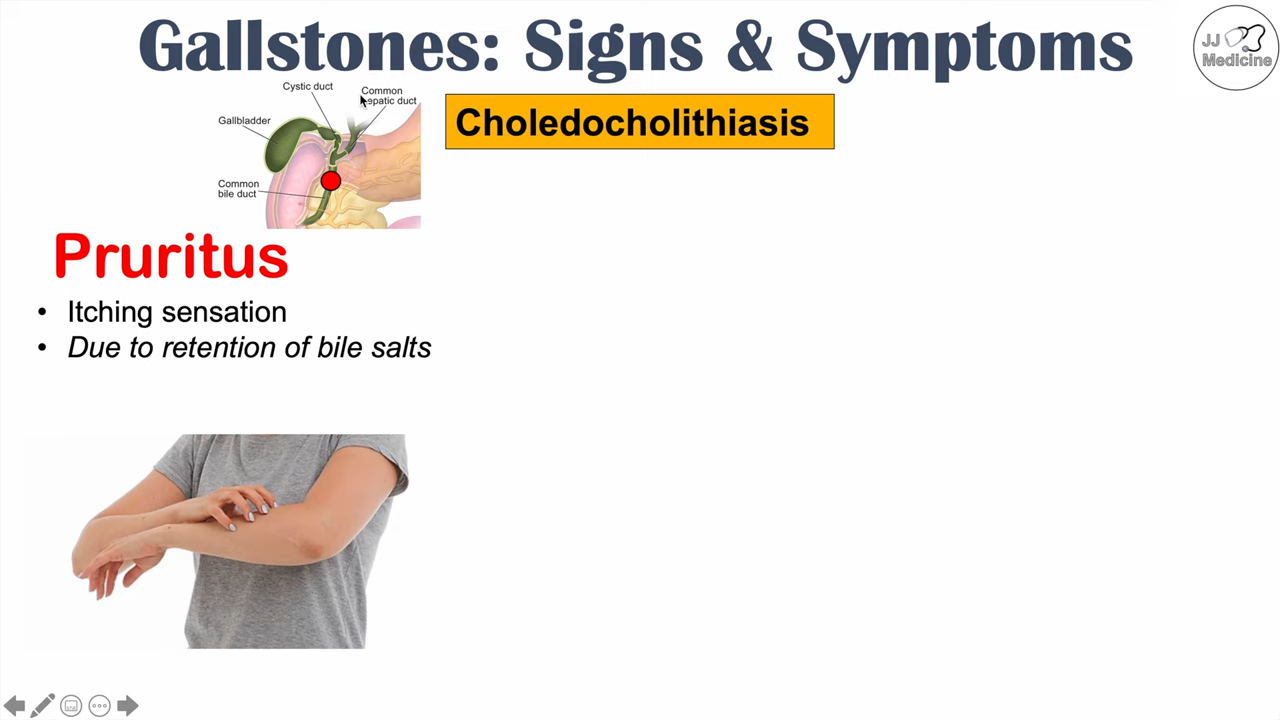 Gallstones: Signs & Symptoms
JJ
Medicine
Cystic duct
Common
hepatic duct
Gallbladder
Choledocholithiasis
Common
bile duct
Pruritus
• Itching sensation
• Due to retention of bile salts